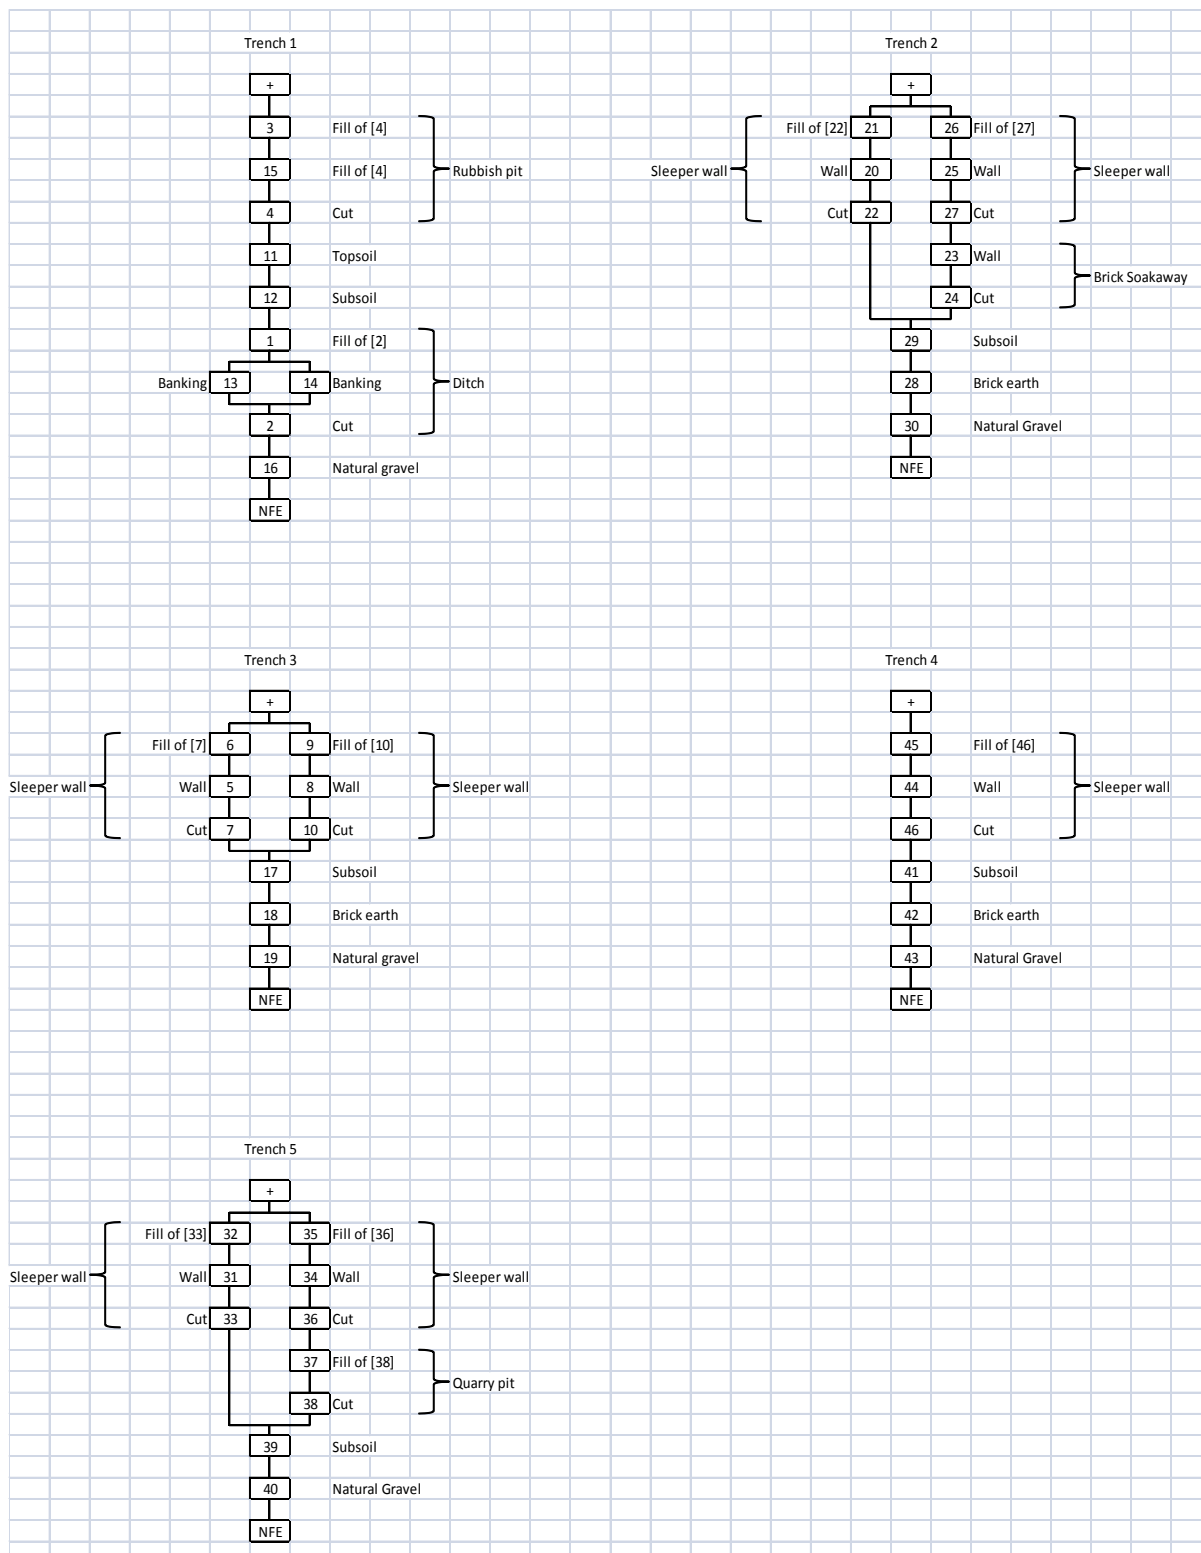 Trench 1
+
3 Fill of [4]
15 Fill of [4] Rubbish pit
4 Cut
11 Topsoil
12 Subsoil
1 Fill of [2]
Banking 13 14 Banking Ditch
2 Cut
16 Natural gravel
NFE
Trench 2
+
Fill of [22] 21 26 Fill of [27]
Sleeper wall Wall 20 25 Wall Sleeper wall
Cut 22 27 Cut
23 Wall
Brick Soakaway
24 Cut
29 Subsoil
28 Brick earth
30 Natural Gravel
NFE
Trench 3
+
Fill of [7] 6 9 Fill of [10]
Sleeper wall Wall 5 8 Wall Sleeper wall
Cut 7 10 Cut
17 Subsoil
18 Brick earth
19 Natural gravel
NFE
Trench 4
+
45 Fill of [46]
44 Wall Sleeper wall
46 Cut
41 Subsoil
42 Brick earth
43 Natural Gravel
NFE
Trench 5
+
Fill of [33] 32 35 Fill of [36]
Sleeper wall Wall 31 34 Wall Sleeper wall
Cut 33 36 Cut
37 Fill of [38]
Quarry pit
38 Cut
39 Subsoil
40 Natural Gravel
NFE